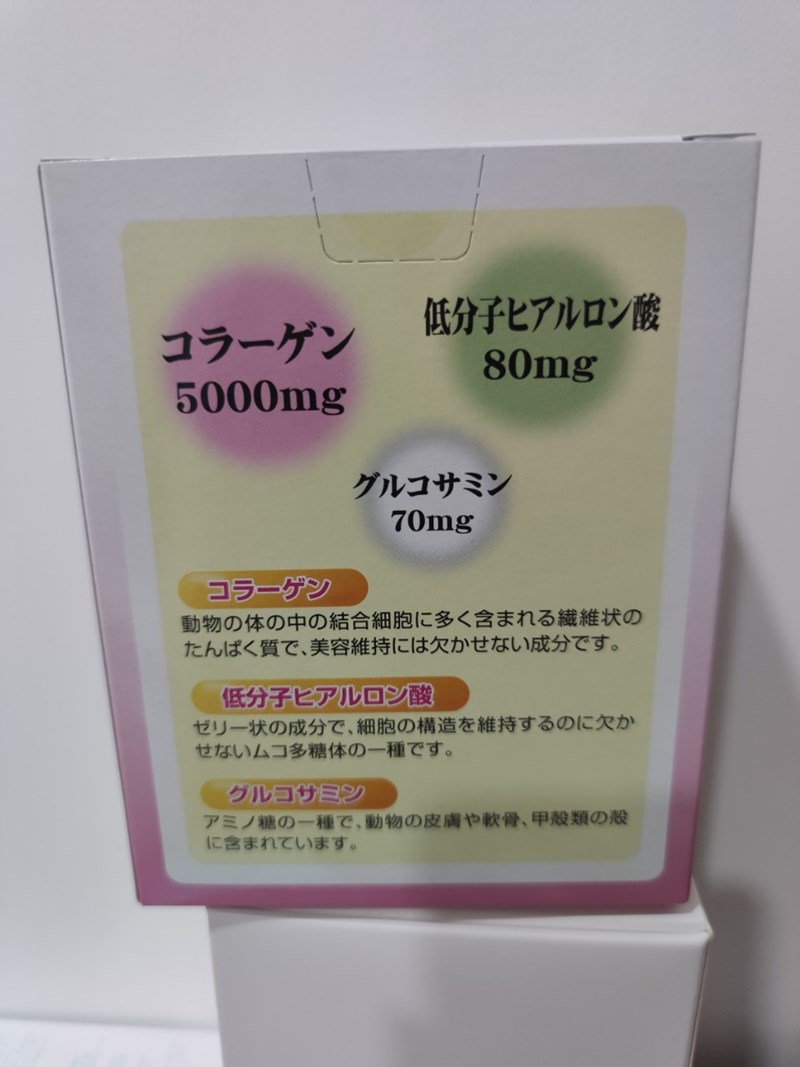 コラーゲン
5000mg
低分子ヒアルロン酸
80mg
グルコサミン
70mg
コラーゲン
動物の体の中の結合細胞に多く含まれる繊維状の
たんぱく質で、美容維持には欠かせない成分です。
低分子ヒアルロン酸
ゼリー状の成分で、細胞の構造を維持するのに欠か
せないムコ多糖体の一種です。
グルコサミン
アミノ糖の一種で、動物の皮膚や軟骨、甲殻類の殻
に含まれています。